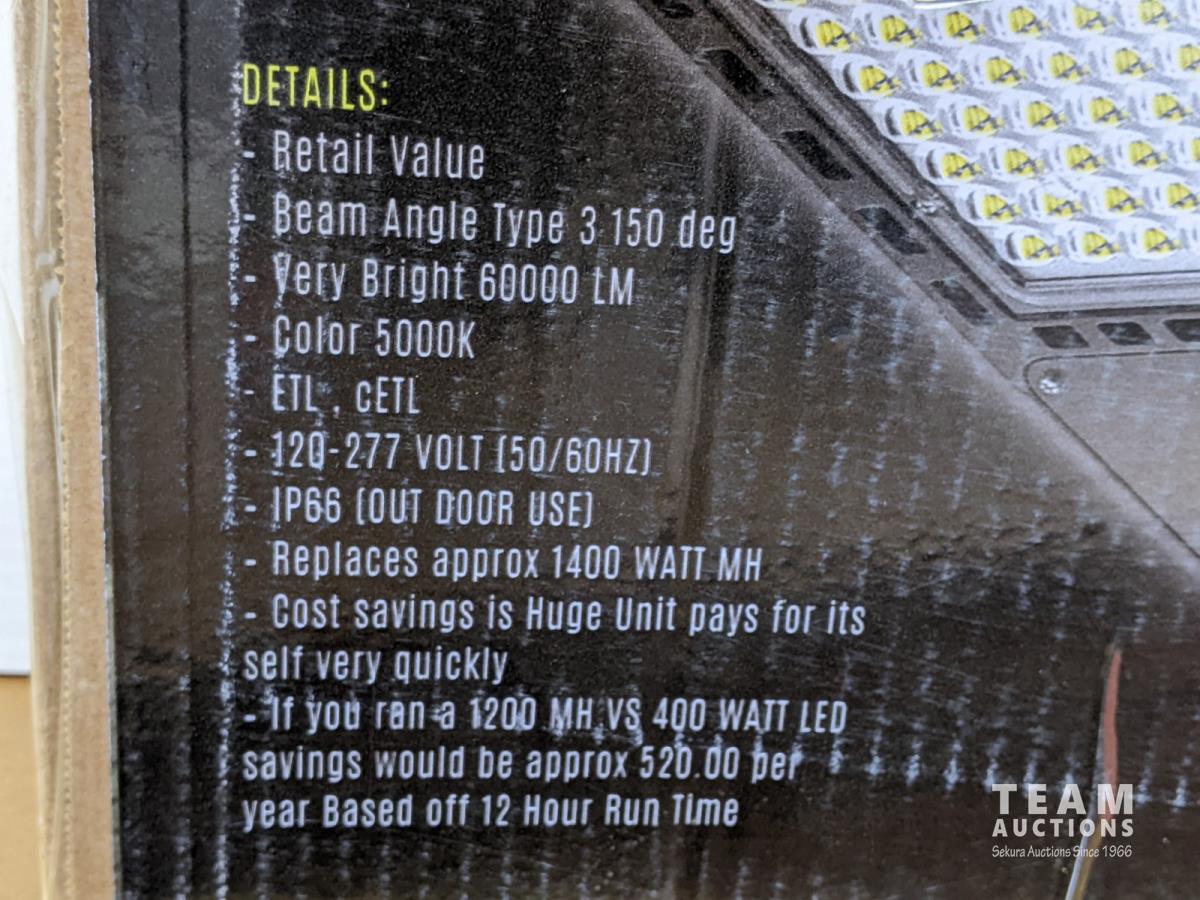 DETAILS:
- Retail Value
- Beam Angle Type 3 150 deg
- Very Bright 60000 LM
- Color 5000K
- ETL , cETL
- 120-277 VOLT (50/60HZ)
- IP66 (OUT DOOR USE)
- Replaces approx 1400 WATT MH
- Cost savings is Huge Unit pays for its
self very quickly
- If you ran a 1200 MH VS 400 WATT LED
savings would be approx 520.00 per
year Based off 12 Hour Run Time
TEAM
AUCTIONS
Sekura Auctions Since 1966